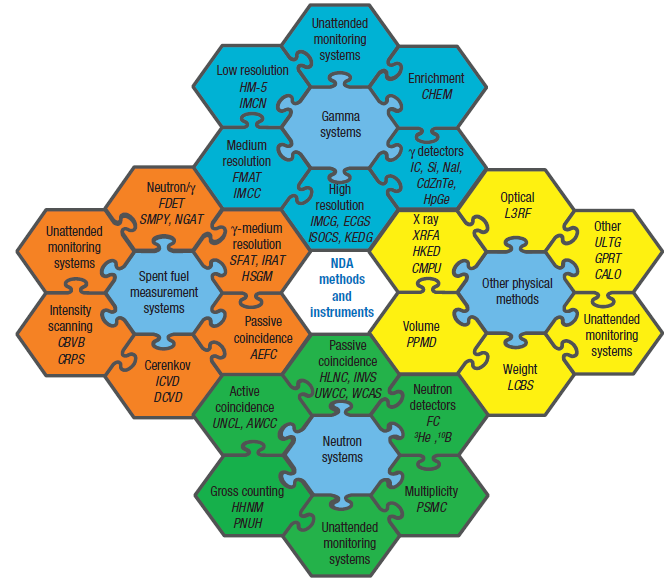 Unattended
monitoring
systems
Low resolution
HM-5
IMCN
Enrichment
CHEM
Gamma
systems
Medium
resolution
FMAT
IMCC
γ detectors
IC, Si, NaI,
CdZnTe,
HpGe
High
resolution
IMCG, ECGS
ISOCS, KEDG
Neutron/γ
FDET
SMPY, NGAT
Unattended
monitoring
systems
γ-medium
resolution
SFAT, IRAT
HSGM
Spent fuel
measurement
systems
Intensity
scanning
CBVB
CRPS
Passive
coincidence
AEFC
Cerenkov
ICVD
DCVD
NDA
methods
and
instruments
X ray
XRFA
HKED
CMPU
Optical
L3RF
Other
ULTG
GPRT
CALO
Other physical
methods
Volume
PPMD
Unattended
monitoring
systems
Weight
LCBS
Passive
coincidence
HLNC, INVS
UWCC, WCAS
Active
coincidence
UNCL, AWCC
Neutron
detectors
FC
³He ,¹⁰B
Neutron
systems
Gross counting
HHNM
PNUH
Multiplicity
PSMC
Unattended
monitoring
systems